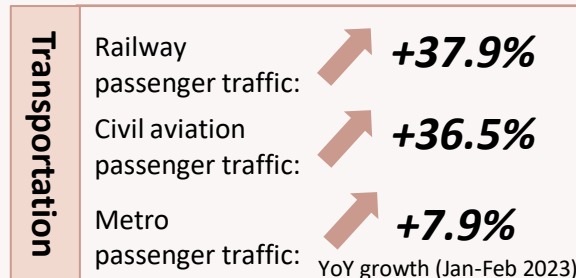 Transportation
Railway
passenger traffic:
+37.9%
Civil aviation
passenger traffic:
+36.5%
Metro
passenger traffic:
+7.9%
YoY growth (Jan-Feb 2023)